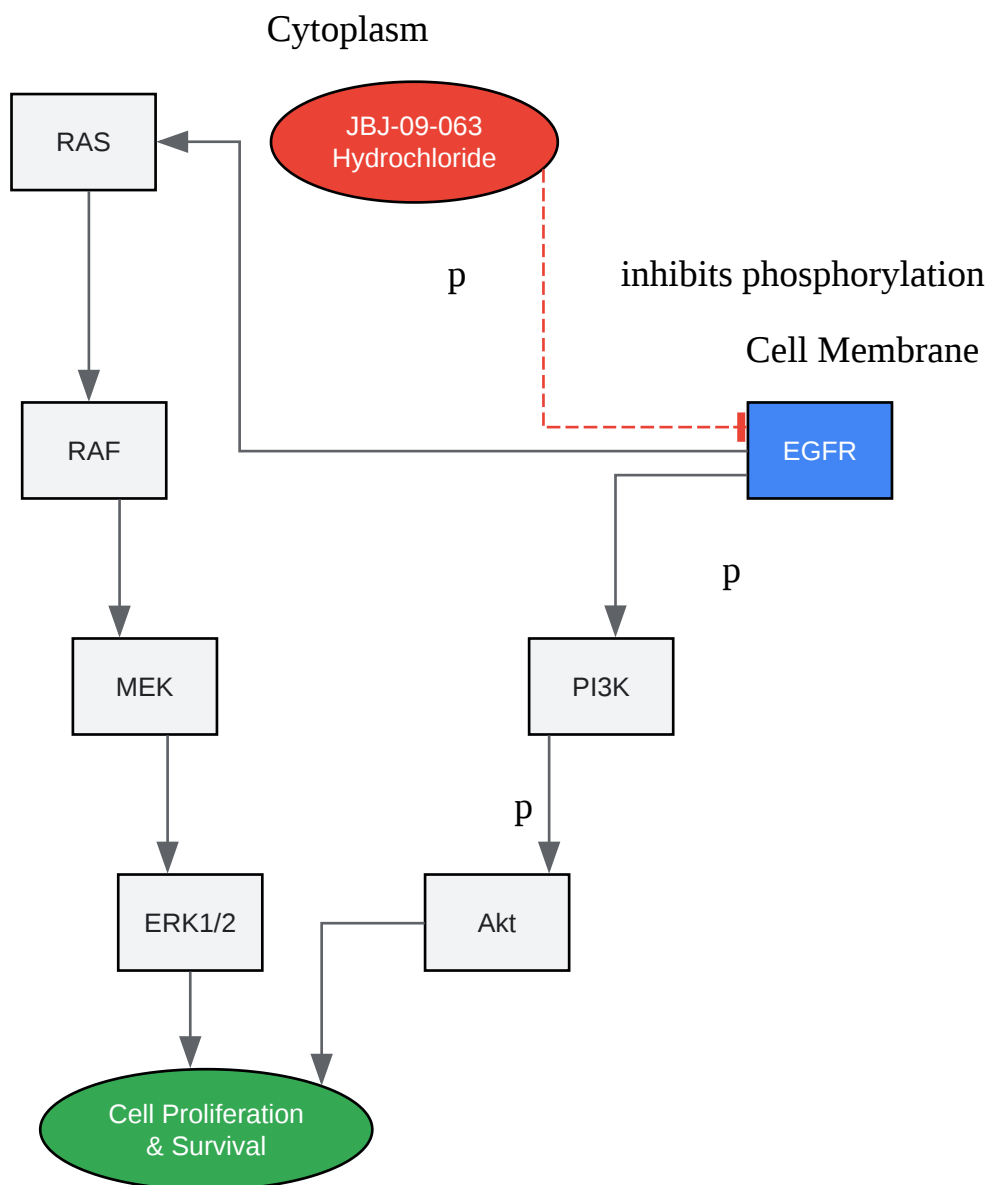 Cytoplasm
RAS
JBJ-09-063
Hydrochloride
p
inhibits phosphorylation
Cell Membrane
RAF
EGFR
p
MEK
PI3K
p
ERK1/2
Akt
Cell Proliferation
& Survival